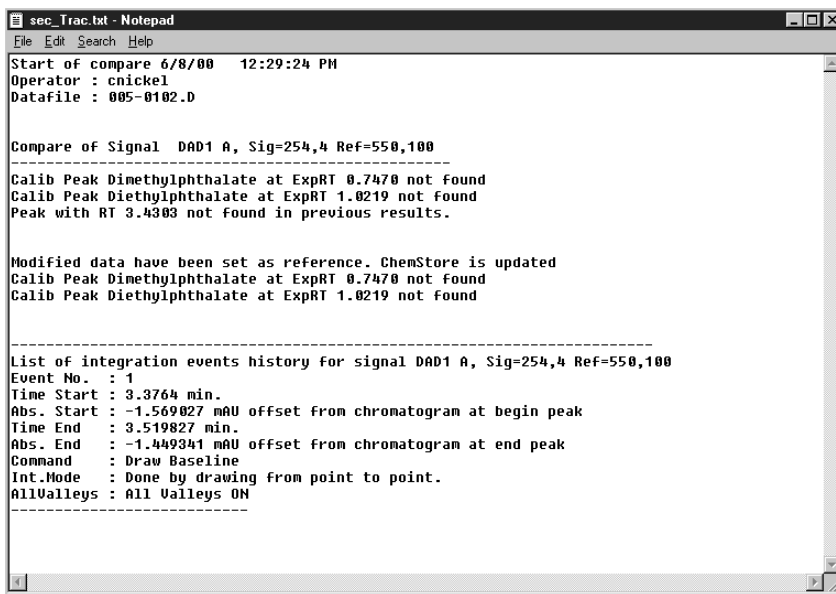 sec_Trac.txt - Notepad
File Edit Search Help
Start of compare 6/8/00   12:29:24 PM
Operator : cnickel
Datafile : 005-0102.D
Compare of Signal  DAD1 A, Sig=254,4 Ref=550,100
--------------------------------------------------
Calib Peak Dimethylphthalate at ExpRT 0.7470 not found
Calib Peak Diethylphthalate at ExpRT 1.0219 not found
Peak with RT 3.4303 not found in previous results.
Modified data have been set as reference. ChemStore is updated
Calib Peak Dimethylphthalate at ExpRT 0.7470 not found
Calib Peak Diethylphthalate at ExpRT 1.0219 not found
-------------------------------------------------------------------------
List of integration events history for signal DAD1 A, Sig=254,4 Ref=550,100
Event No.  : 1
Time Start : 3.3764 min.
Abs. Start : -1.569027 mAU offset from chromatogram at begin peak
Time End   : 3.519827 min.
Abs. End   : -1.449341 mAU offset from chromatogram at end peak
Command    : Draw Baseline
Int.Mode   : Done by drawing from point to point.
AllValleys : All Valleys ON
---------------------------